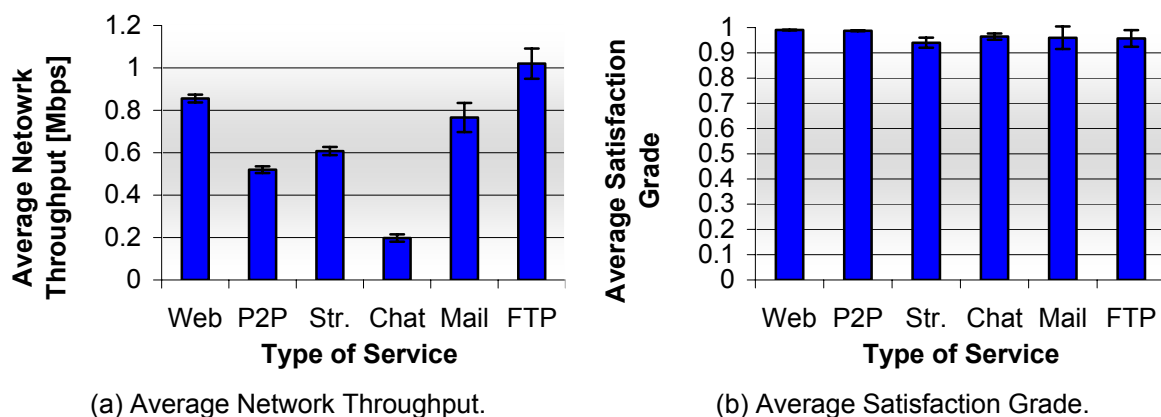 Average Netowrk
Throughput [Mbps]
1.2
1
0.8
0.6
0.4
0.2
0
Web P2P Str. Chat Mail FTP
Type of Service
(a) Average Network Throughput.
Average Satisfaction
Grade
1
0.9
0.8
0.7
0.6
0.5
0.4
0.3
0.2
0.1
0
Web P2P Str. Chat Mail FTP
Type of Service
(b) Average Satisfaction Grade.